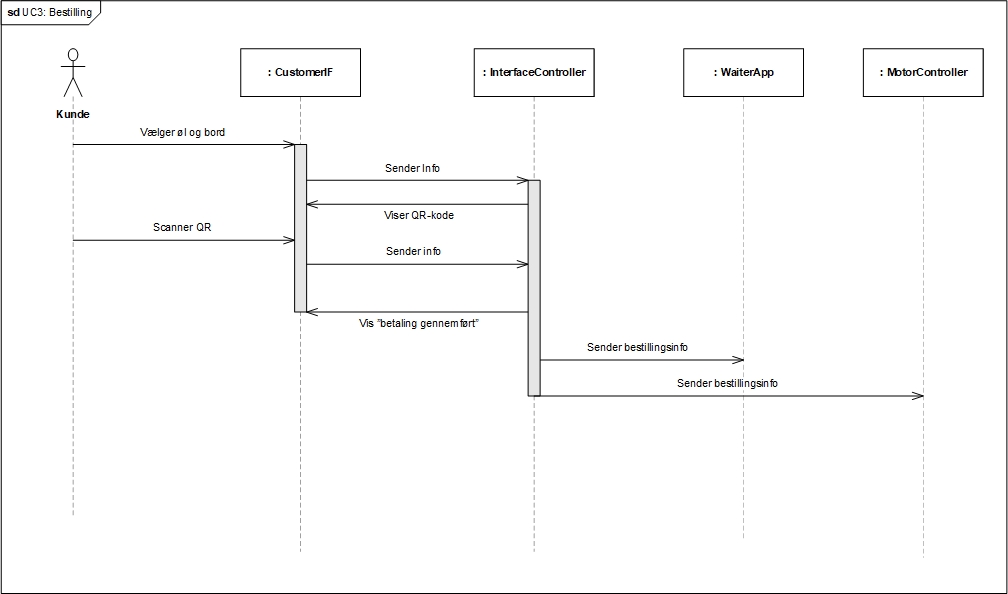 sd UC3: Bestilling
Kunde
: CustomerIF
: InterfaceController
: WaiterApp
: MotorController
Vælger øl og bord
Sender Info
Viser QR-kode
Scanner QR
Sender info
Vis "betaling gennemført"
Sender bestillingsinfo
Sender bestillingsinfo